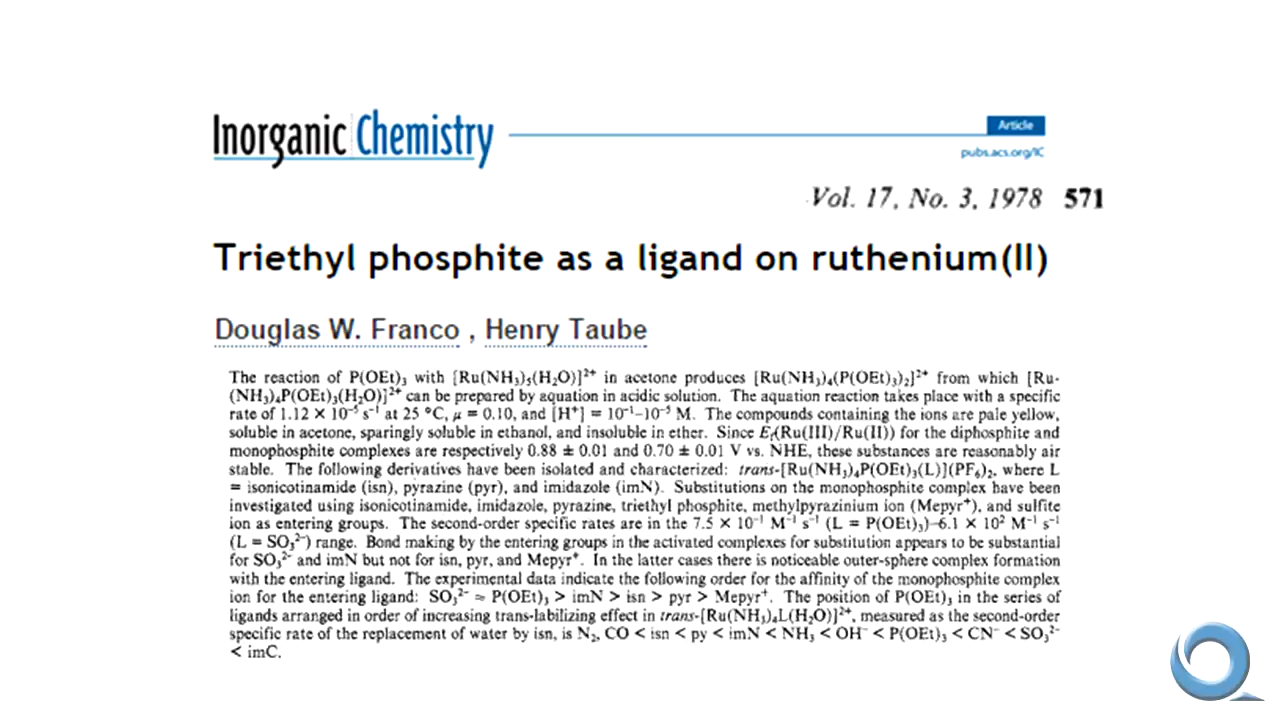 Inorganic Chemistry
Article
pubs.acs.org/IC
Vol. 17, No. 3, 1978 571
Triethyl phosphite as a ligand on ruthenium(II)
Douglas W. Franco , Henry Taube
The reaction of P(OEt)₃ with [Ru(NH₃)₅(H₂O)]²⁺ in acetone produces [Ru(NH₃)₄(P(OEt)₃)₂]²⁺ from which [Ru-
(NH₃)₄P(OEt)₃(H₂O)]²⁺ can be prepared by equation in acidic solution. The aquation reaction takes place with a specific
rate of 1.12 × 10⁻⁵ s⁻¹ at 25 °C, μ = 0.10, and [H⁺] = 10⁻¹–10⁻⁵ M. The compounds containing the ions are pale yellow,
soluble in acetone, sparingly soluble in ethanol, and insoluble in ether. Since E_f(Ru(III)/Ru(II)) for the diphosphite and
monophosphite complexes are respectively 0.88 ± 0.01 and 0.70 ± 0.01 V vs. NHE, these substances are reasonably air
stable. The following derivatives have been isolated and characterized: trans-[Ru(NH₃)₄P(OEt)₃(L)](PF₆)₂, where L
= isonicotinamide (isn), pyrazine (pyr), and imidazole (imN). Substitutions on the monophosphite complex have been
investigated using isonicotinamide, imidazole, pyrazine, triethyl phosphite, methylpyrazinium ion (Mepyr⁺), and sulfite
ion as entering groups. The second-order specific rates are in the 7.5 × 10⁻¹ M⁻¹ s⁻¹ (L = P(OEt)₃)–6.1 × 10² M⁻¹ s⁻¹
(L = SO₃²⁻) range. Bond making by the entering groups in the activated complexes for substitution appears to be substantial
for SO₃²⁻ and imN but not for isn, pyr, and Mepyr⁺. In the latter cases there is noticeable outer-sphere complex formation
with the entering ligand. The experimental data indicate the following order for the affinity of the monophosphite complex
ion for the entering ligand: SO₃²⁻ ≈ P(OEt)₃ > imN > isn > pyr > Mepyr⁺. The position of P(OEt)₃ in the series of
ligands arranged in order of increasing trans-labilizing effect in trans-[Ru(NH₃)₄L(H₂O)]²⁺, measured as the second-order
specific rate of the replacement of water by isn, is N₂, CO < isn < py < imN < NH₃ < OH⁻ < P(OEt)₃ < CN⁻ < SO₃²⁻
< imC.